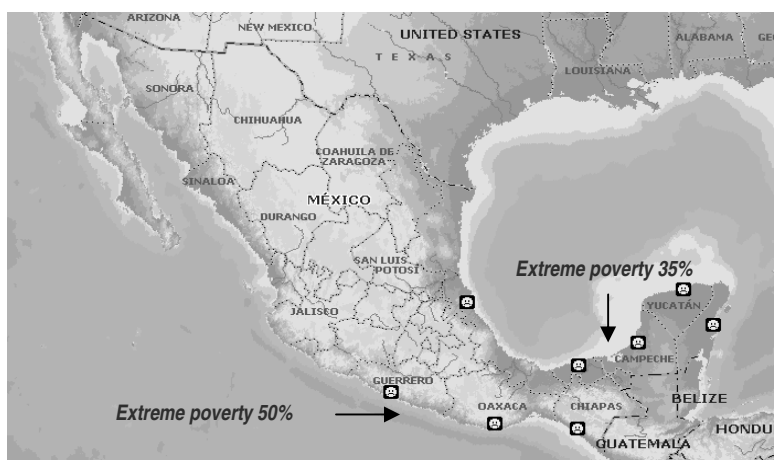 ARIZONA
NEW MEXICO
UNITED STATES
TEXAS
ALABAMA
LOUISIANA
SONORA
CHIHUAHUA
COAHUILA DE
ZARAGOZA
SINALOA
MÉXICO
DURANGO
SAN LUIS
POTOSÍ
Extreme poverty 35%
YUCATÁN
JALISCO
CAMPECHE
GUERRERO
Extreme poverty 50%
OAXACA
CHIAPAS
BELIZE
GUATEMALA
HONDU